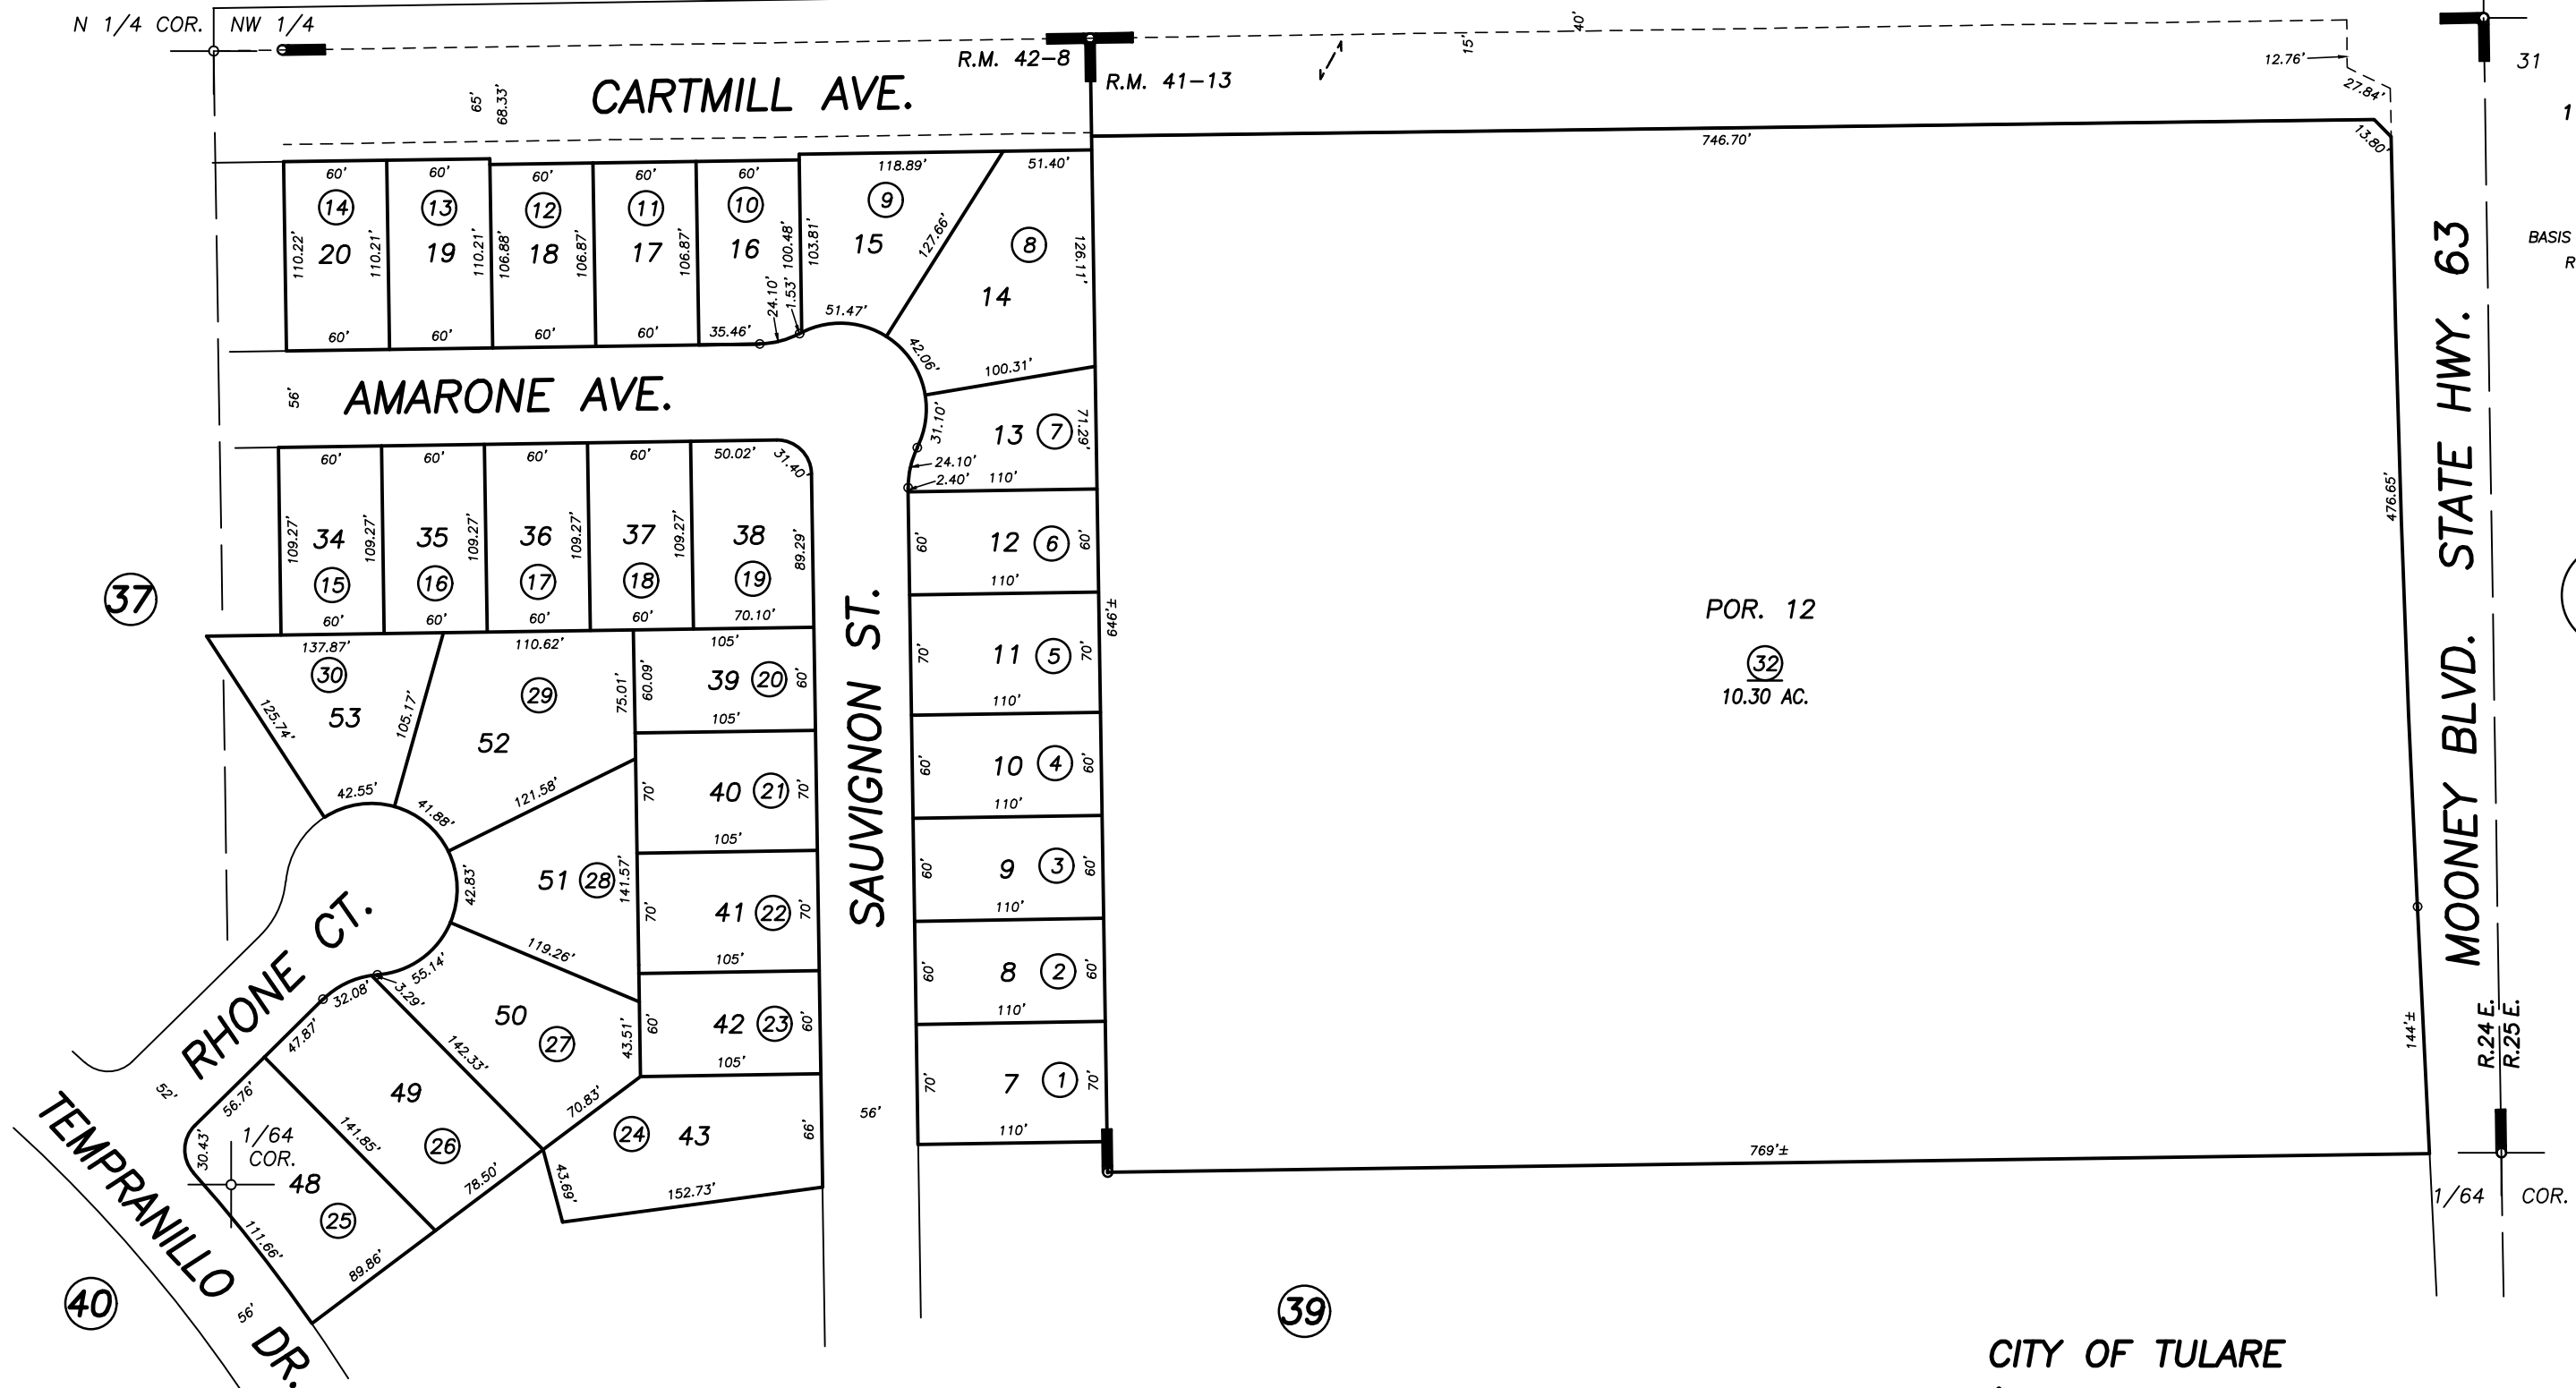 N 1/4 COR. NW 1/4
R.M. 42-8
R.M. 41-13
15'
40'
12.76'
27.84'
31
1
65'
68.33'
CARTMILL AVE.
746.70'
13.80'
60' 60' 60' 60' 60' 118.89' 51.40'
14 13 12 11 10 9 8
20 19 18 17 16 15 14
110.22' 110.21' 110.21' 106.88' 106.87' 106.87' 100.48' 103.81' 127.66' 126.11'
24.10' 1.53' 51.47' 42.06'
60' 60' 60' 60' 35.46'
100.31'
BASIS
R
56'
AMARONE AVE.
31.10'
13 7 71.29'
24.10'
2.40' 110'
60' 60' 60' 60' 50.02' 31.40'
109.27' 109.27' 109.27' 109.27' 109.27' 89.29'
34 35 36 37 38
15 16 17 18 19
60' 60' 60' 60' 70.10'
60' 12 6 60'
110'
70' 11 5 70'
110'
60' 10 4 60'
110'
60' 9 3 60'
110'
60' 8 2 60'
110'
70' 7 1 70'
110'
646'±
37
137.87' 110.62' 105'
30 29
53 52
125.74' 105.17' 75.01' 60.09'
39 20 60'
105'
42.55' 41.88' 121.58'
70' 40 21 70'
105'
51 28
42.83' 141.57'
70' 41 22 70'
105'
119.26'
55.14'
32.08' 3.29'
50 27
43.51'
60' 42 23 60'
105'
SAUVIGNON ST.
56'
RHONE CT.
52'
47.87' 142.33'
49
26
56.76' 141.85' 70.83' 78.50'
24 43 66'
43.69' 152.73'
30.43'
1/64
COR.
48
25
111.66' 89.86'
TEMPRANILLO DR.
56'
40
POR. 12
32
10.30 AC.
476.65'
144'±
769'±
MOONEY BLVD. STATE HWY. 63
R.24 E.
R.25 E.
1/64 COR.
39
CITY OF TULARE